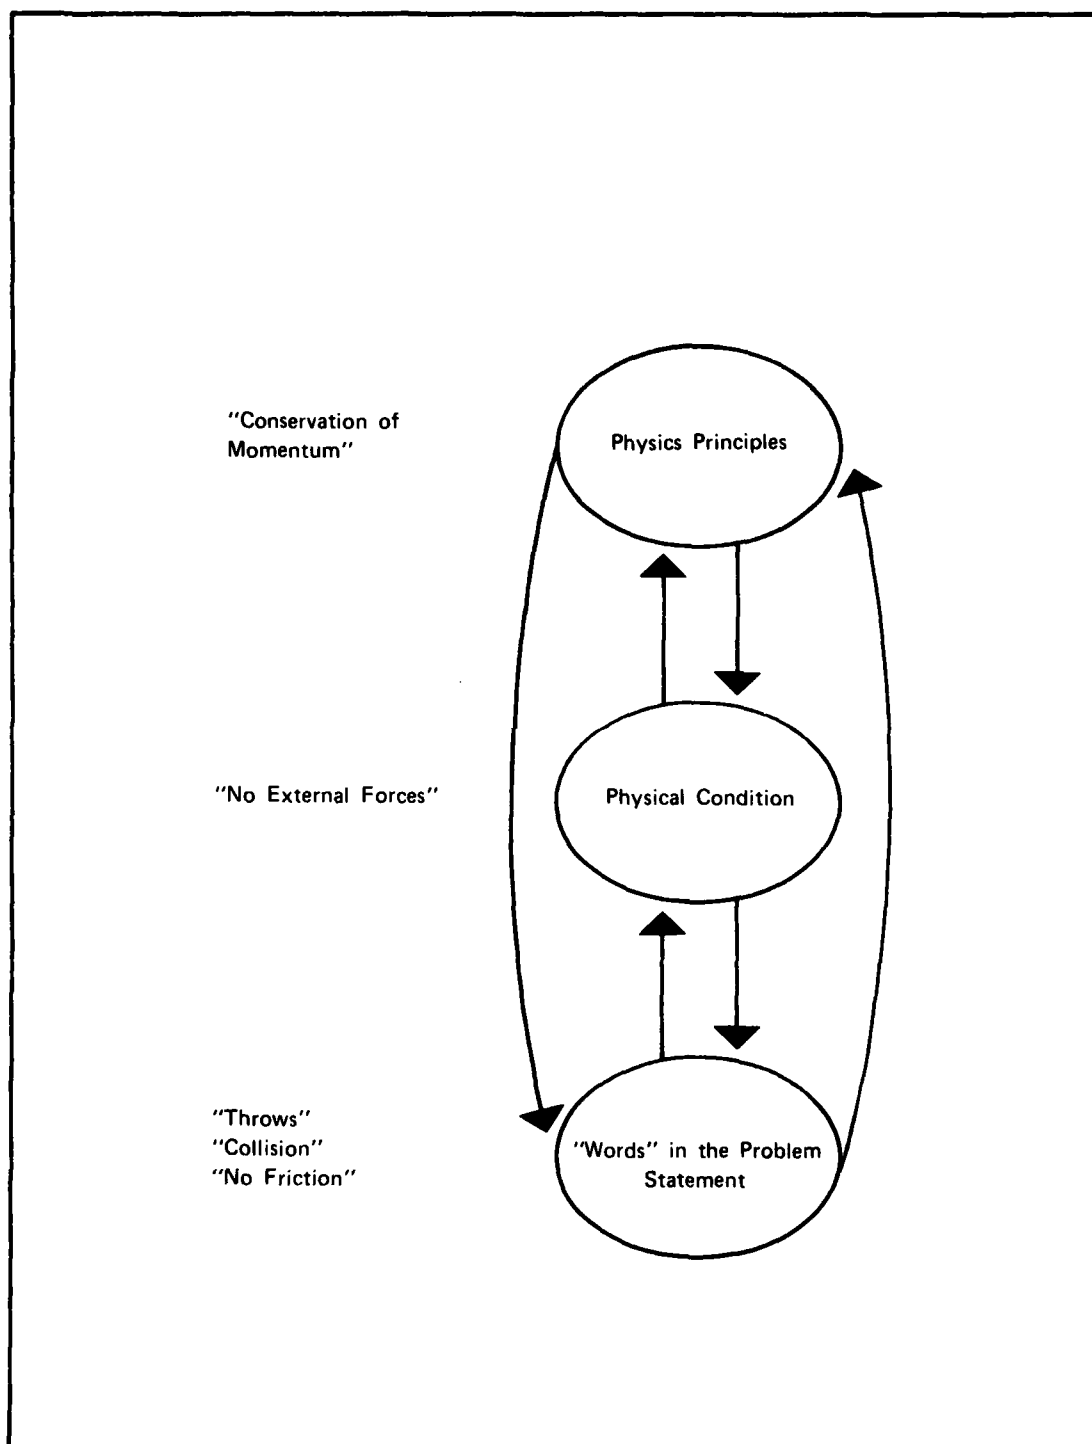 "Conservation of
Momentum"
Physics Principles
"No External Forces"
Physical Condition
"Throws"
"Collision"
"No Friction"
"Words" in the Problem
Statement